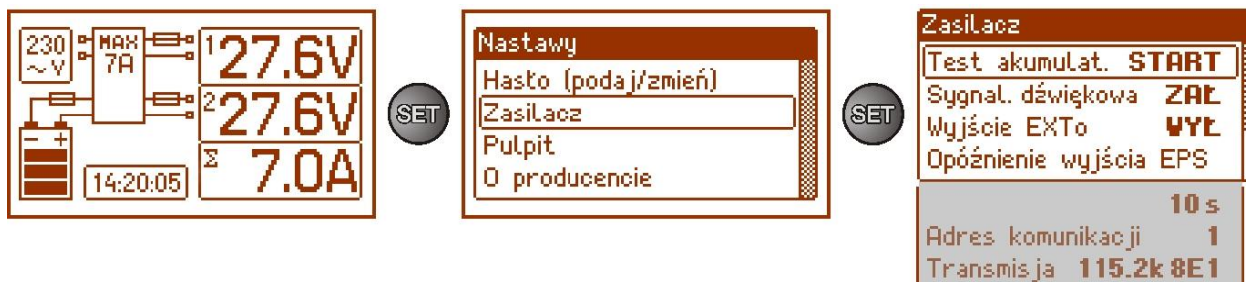 230
~V
MAX
7A
1 27.6V
2 27.6V
Σ 7.0A
- +
14:20:05
SET
Nastawy
Hasło (podaj/zmień)
Zasilacz
Pulpit
O producencie
SET
Zasilacz
Test akumulat. START
Sygnal. dźwiękowa ZAŁ
Wyjście EXTo WYŁ
Opóźnienie wyjścia EPS
10 s
Adres komunikacji 1
Transmisja 115.2k 8E1